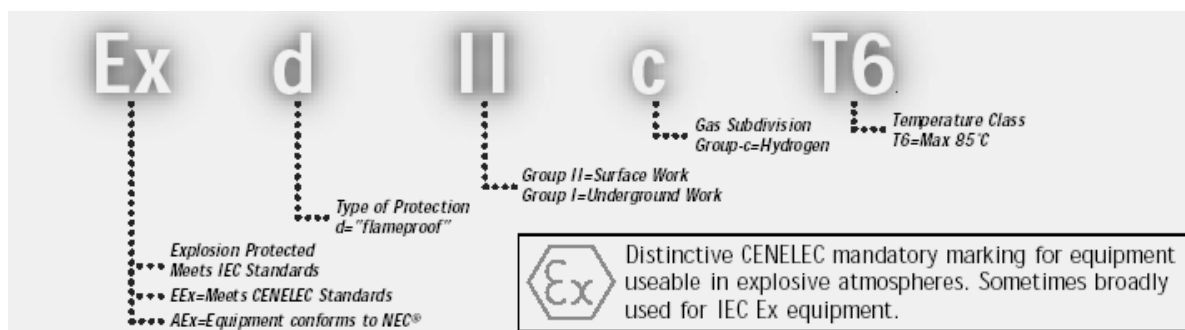 Ex d II c T6
Gas Subdivision
Group-c=Hydrogen
Temperature Class
T6=Max 85°C
Group II=Surface Work
Group I=Underground Work
Type of Protection
d="flameproof"
Explosion Protected
Meets IEC Standards
EEx=Meets CENELEC Standards
AEx=Equipment conforms to NEC®
Ex
Distinctive CENELEC mandatory marking for equipment
useable in explosive atmospheres. Sometimes broadly
used for IEC Ex equipment.